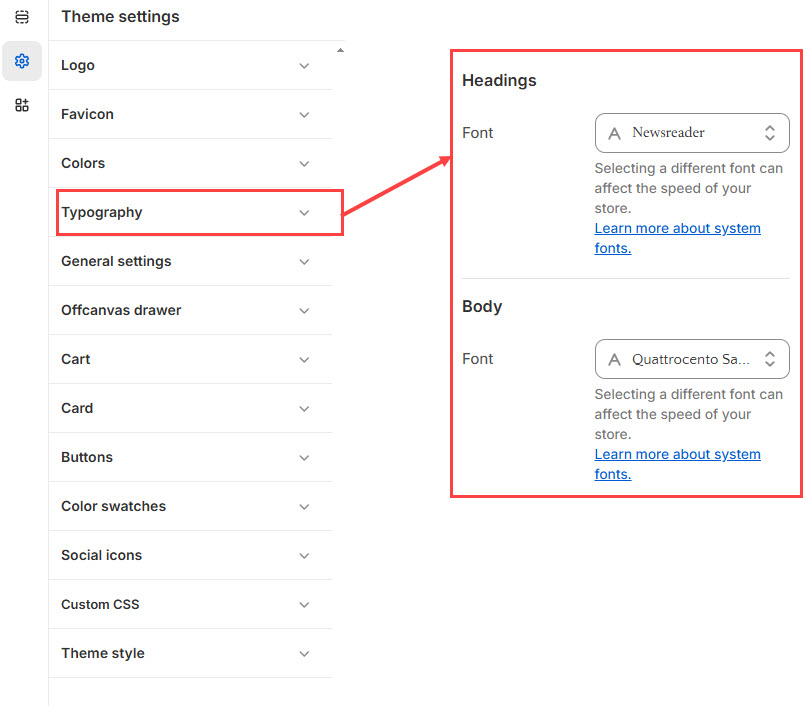 Theme settings
Logo
Favicon
Colors
Typography
General settings
Offcanvas drawer
Cart
Card
Buttons
Color swatches
Social icons
Custom CSS
Theme style
Headings
Font
Newsreader
Selecting a different font can
affect the speed of your
store.
Learn more about system
fonts.
Body
Font
Quattrocento Sa...
Selecting a different font can
affect the speed of your
store.
Learn more about system
fonts.